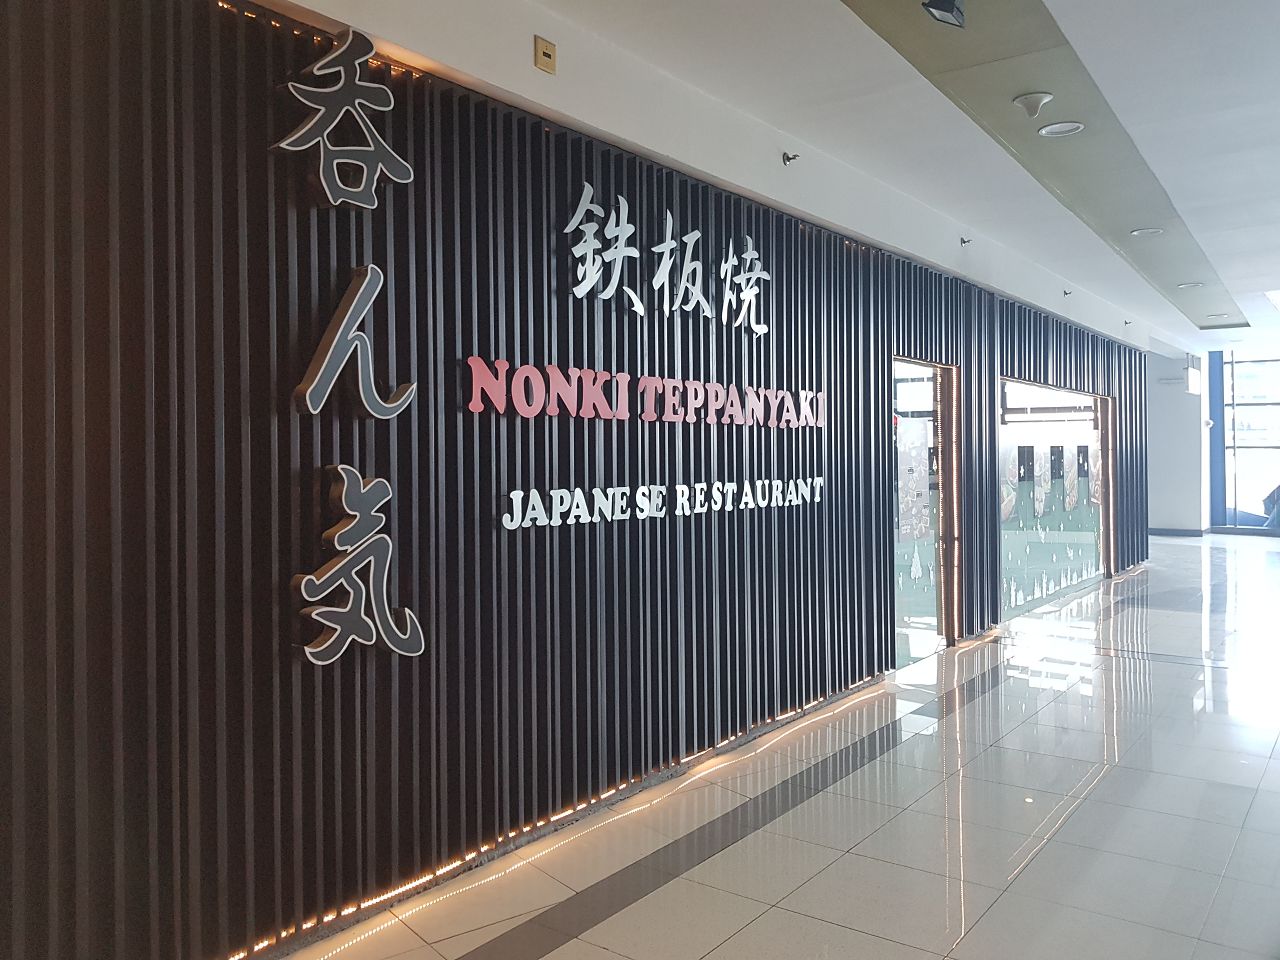 呑ん気
鉄板焼
NONKI TEPPANYAKI
JAPANESE RESTAURANT